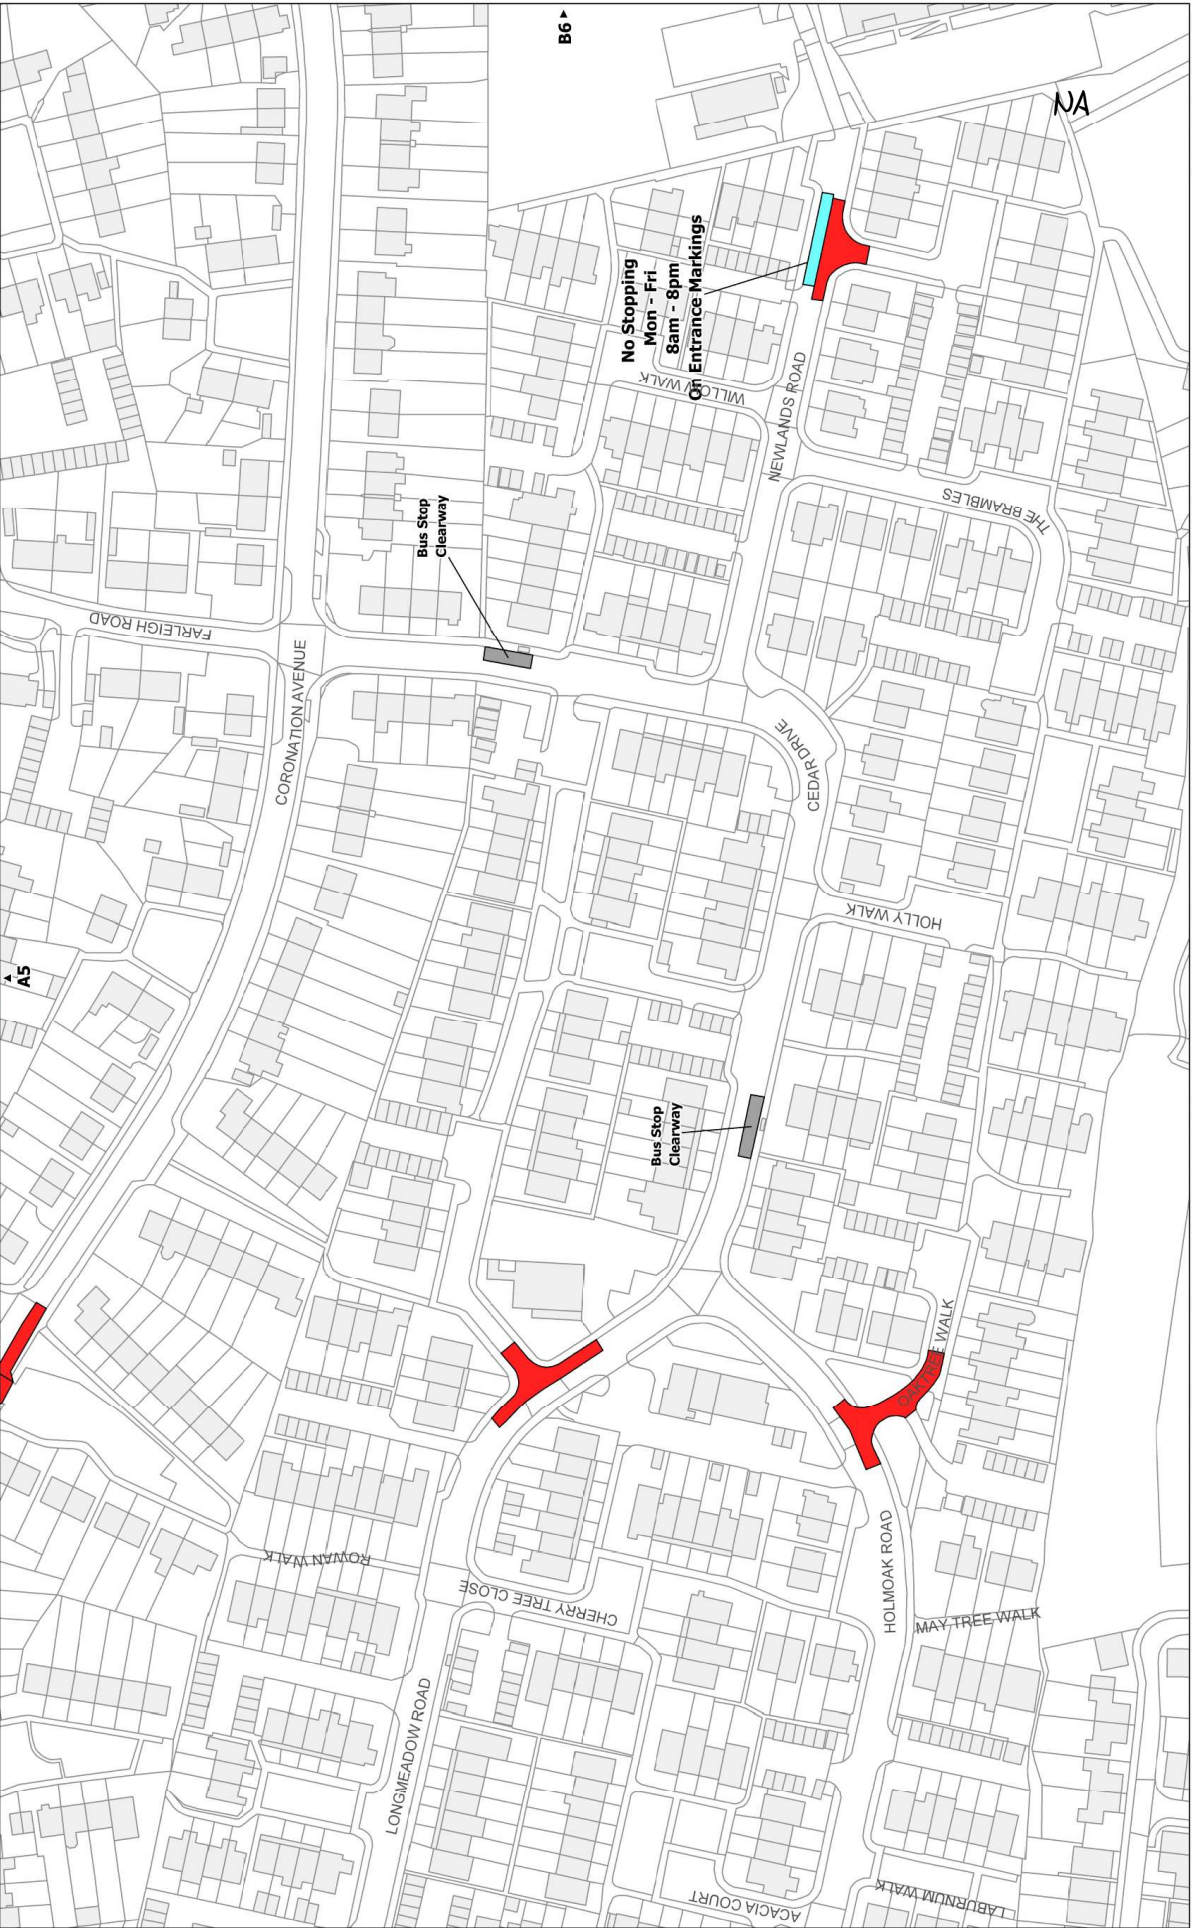 B6 ▶
NA
No Stopping
Mon - Fri
8am - 8pm
On Entrance Markings
WILLOW WALK
NEWLANDS ROAD
THE BRAMBLES
Bus Stop
Clearway
FARLEIGH ROAD
CORONATION AVENUE
CEDAR DRIVE
HOLLY WALK
▲
A5
Bus Stop
Clearway
OAKTREE WALK
ROWAN WALK
CHERRY TREE CLOSE
HOLMOAK ROAD
MAY TREE WALK
LONGMEADOW ROAD
ACACIA COURT
LABURNUM WALK